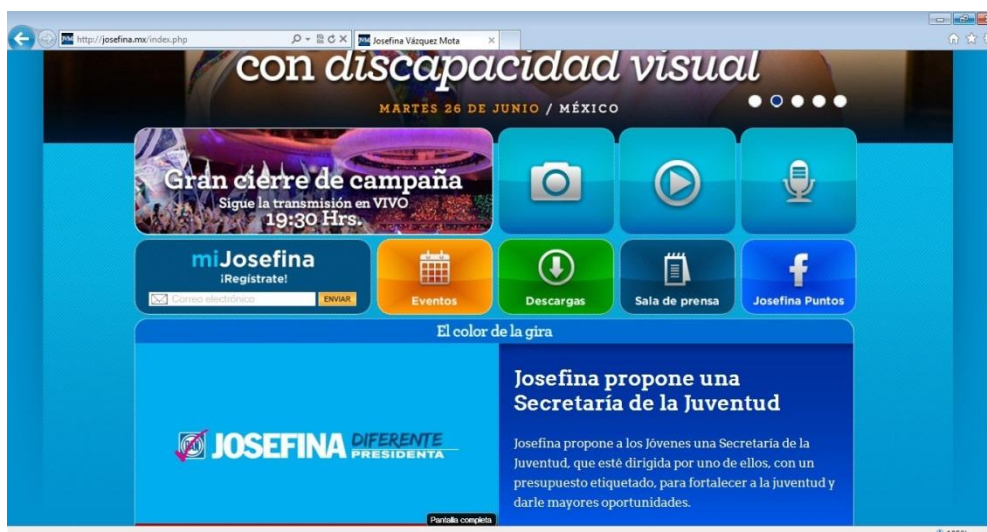 http://josefina.mx/index.php
Josefina Vázquez Mota
con discapacidad visual
MARTES 26 DE JUNIO / MÉXICO
Gran cierre de campaña
Sigue la transmisión en VIVO
19:30 Hrs.
miJosefina
¡Regístrate!
Correo electrónico
ENVIAR
Eventos
Descargas
Sala de prensa
Josefina Puntos
El color de la gira
PAN
JOSEFINA DIFERENTE
PRESIDENTA
Josefina propone una
Secretaría de la Juventud
Josefina propone a los Jóvenes una Secretaría de la
Juventud, que esté dirigida por uno de ellos, con un
presupuesto etiquetado, para fortalecer a la juventud y
darle mayores oportunidades.
Pantalla completa